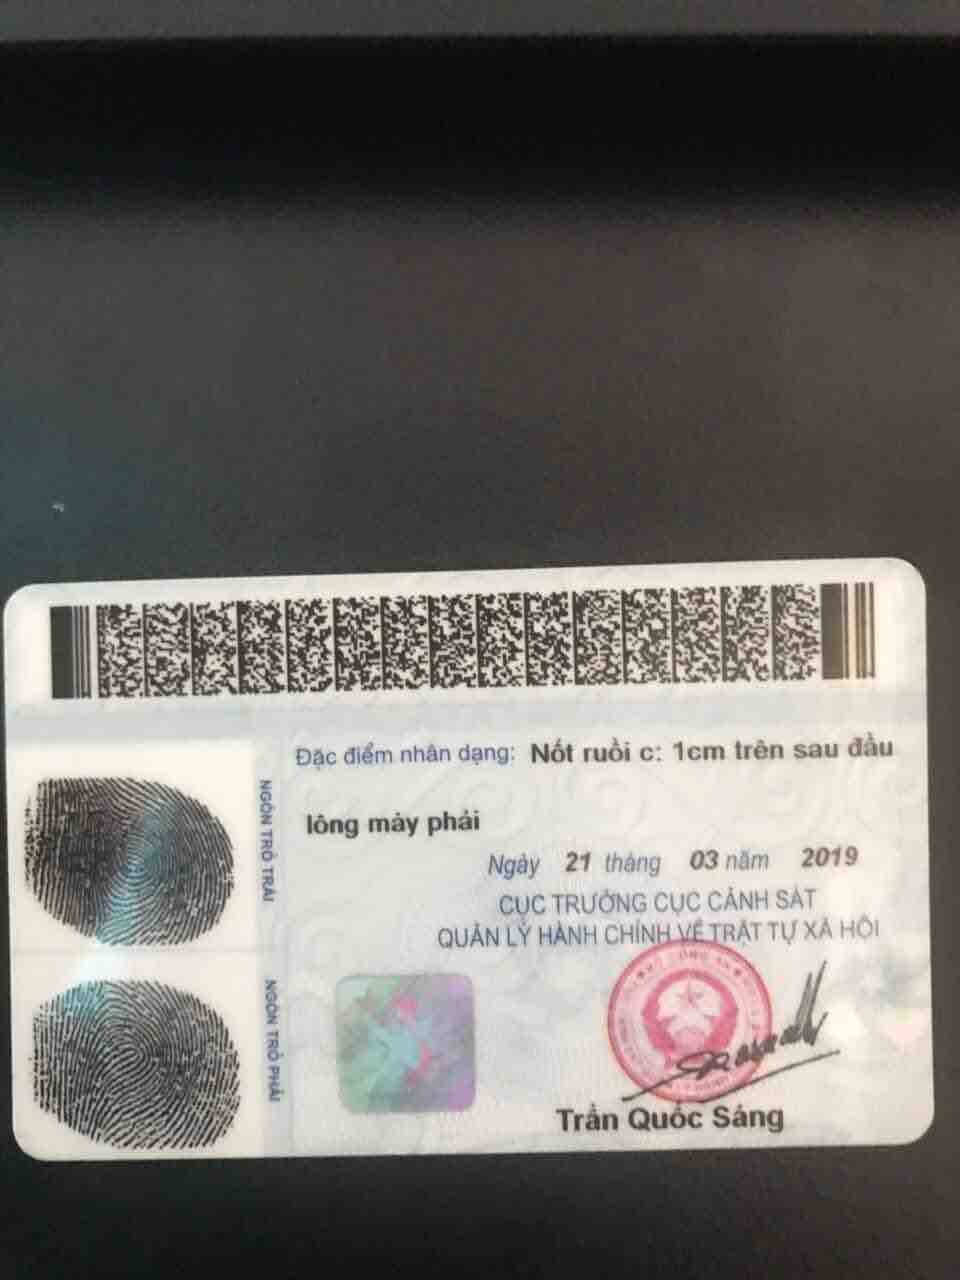 Đặc điểm nhân dạng: Nốt ruồi c: 1cm trên sau đầu
lông mày phải
Ngày 21 tháng 03 năm 2019
CỤC TRƯỞNG CỤC CẢNH SÁT
QUẢN LÝ HÀNH CHÍNH VỀ TRẬT TỰ XÃ HỘI
Trần Quốc Sáng
NGÓN TRỎ TRÁI
NGÓN TRỎ PHẢI